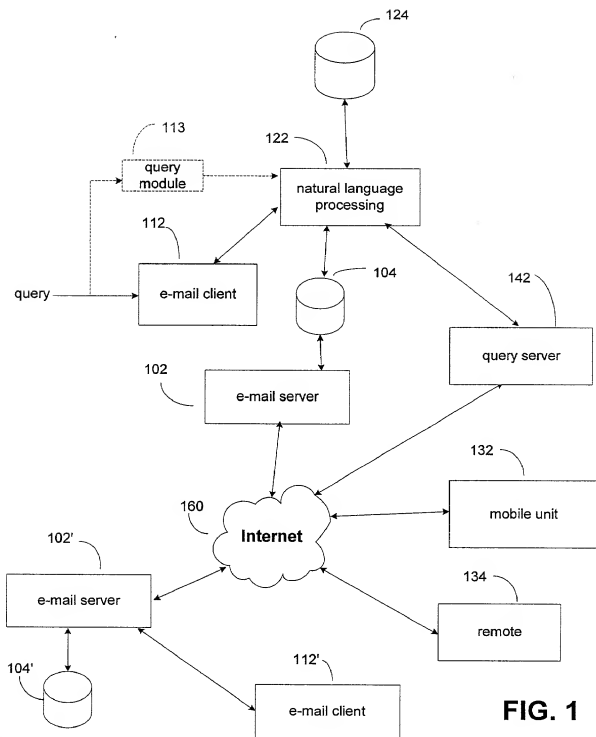 124
113
122
query
module
natural language
processing
112
104
142
query
e-mail client
query server
102
e-mail server
132
160
Internet
mobile unit
102'
134
e-mail server
remote
104'
112'
e-mail client
FIG. 1